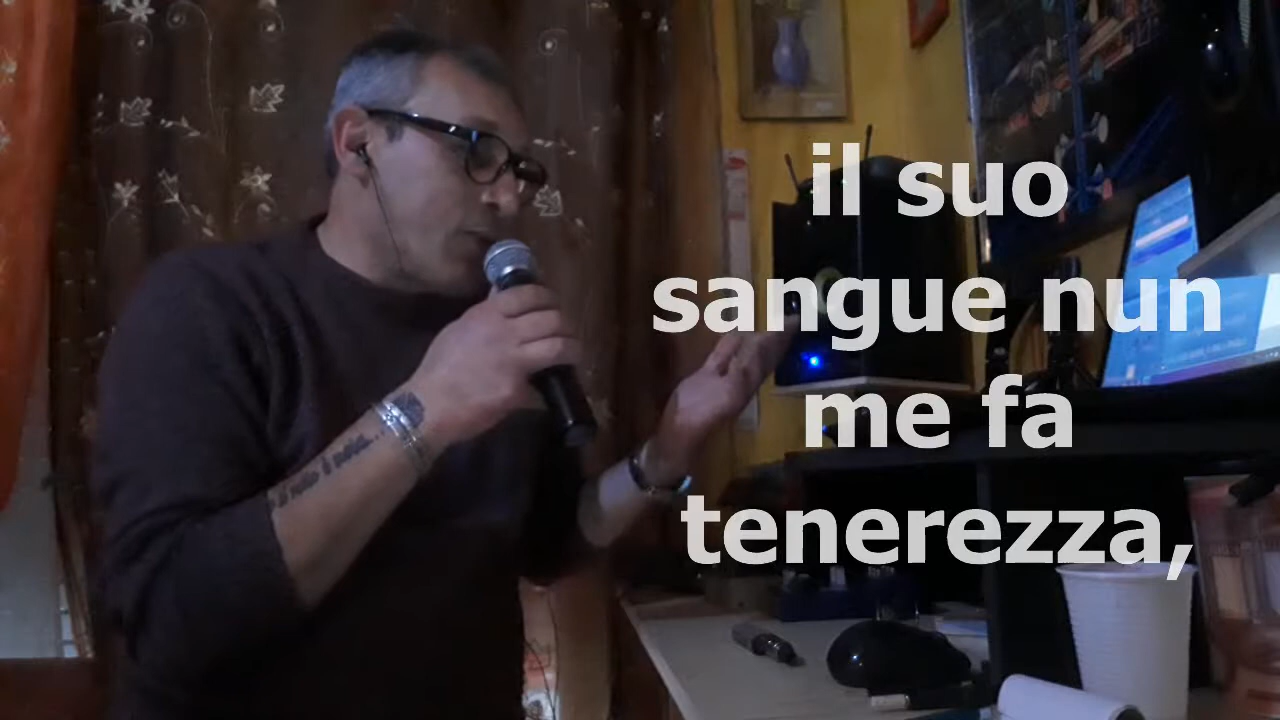 il suo
sangue nun
me fa
tenerezza,